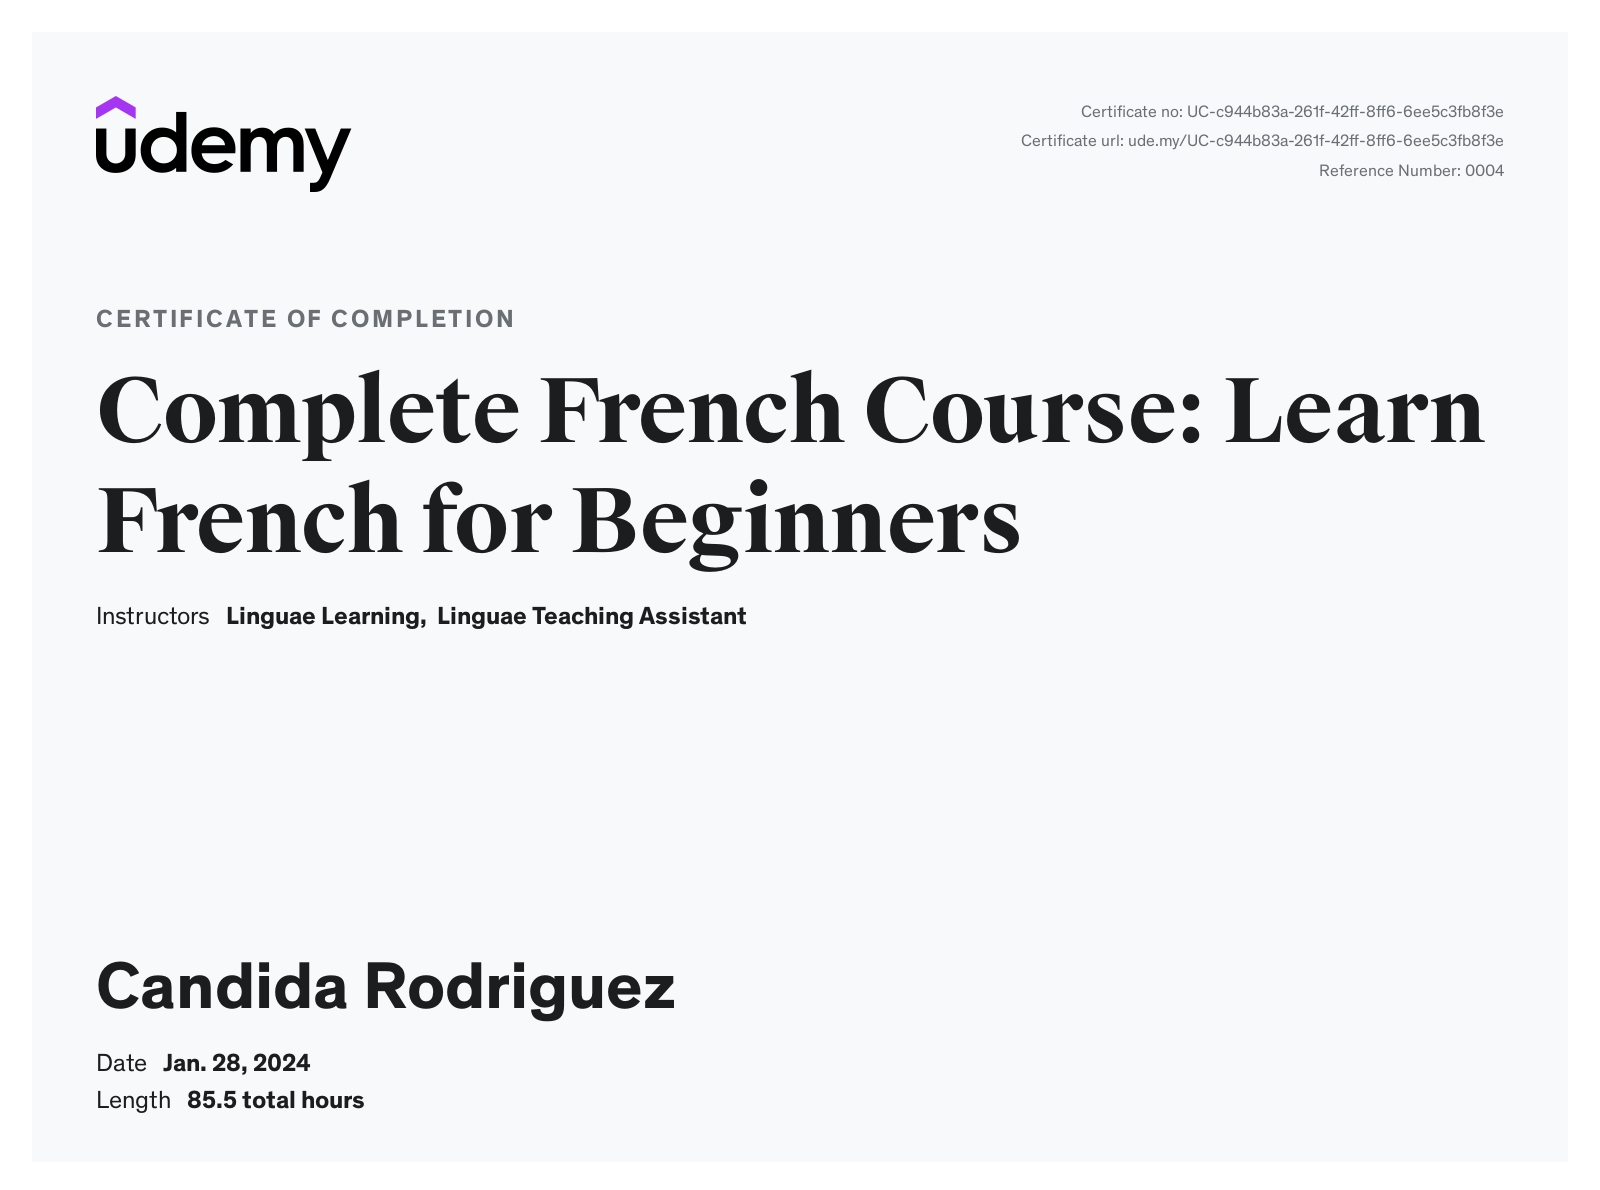 udemy
Certificate no: UC-c944b83a-261f-42ff-8ff6-6ee5c3fb8f3e
Certificate url: ude.my/UC-c944b83a-261f-42ff-8ff6-6ee5c3fb8f3e
Reference Number: 0004
CERTIFICATE OF COMPLETION
Complete French Course: Learn
French for Beginners
Instructors Linguae Learning, Linguae Teaching Assistant
Candida Rodriguez
Date Jan. 28, 2024
Length 85.5 total hours